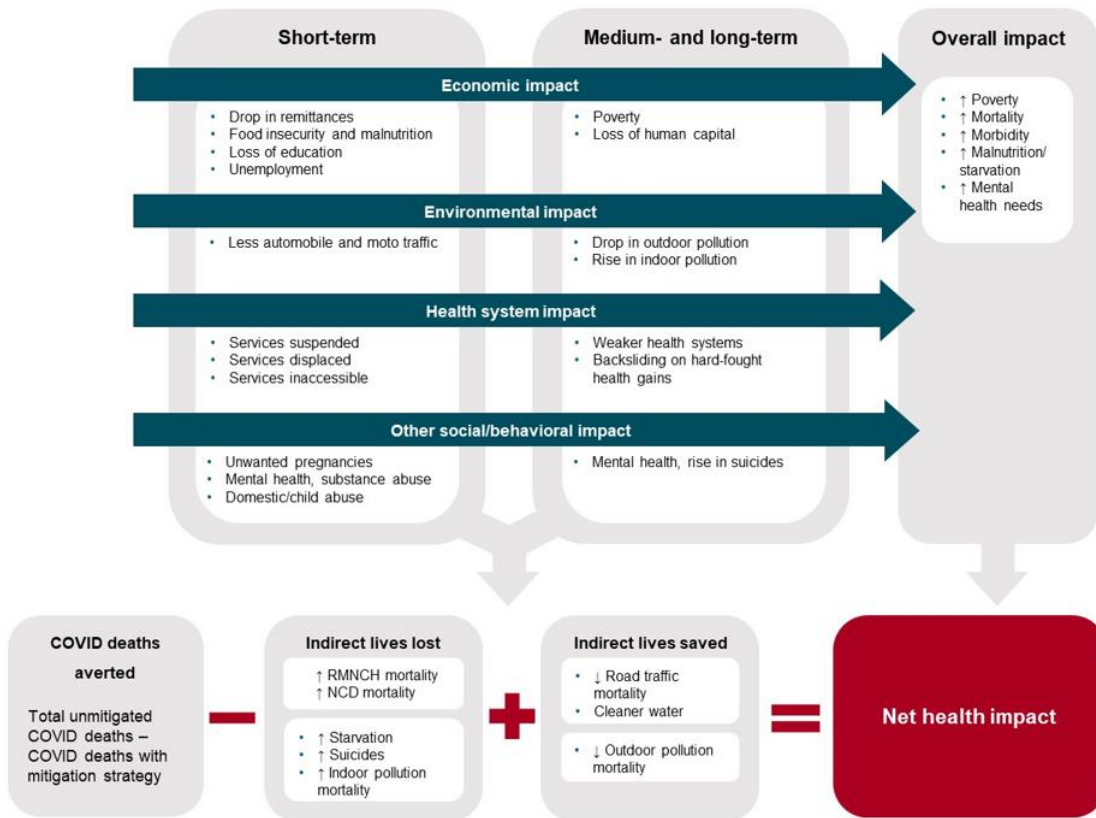 Short-term
Medium- and long-term
Overall impact
Economic impact
• Drop in remittances
• Food insecurity and malnutrition
• Loss of education
• Unemployment
• Poverty
• Loss of human capital
• ↑ Poverty
• ↑ Mortality
• ↑ Morbidity
• ↑ Malnutrition/
starvation
• ↑ Mental
health needs
Environmental impact
• Less automobile and moto traffic
• Drop in outdoor pollution
• Rise in indoor pollution
Health system impact
• Services suspended
• Services displaced
• Services inaccessible
• Weaker health systems
• Backsliding on hard-fought
health gains
Other social/behavioral impact
• Unwanted pregnancies
• Mental health, substance abuse
• Domestic/child abuse
• Mental health, rise in suicides
COVID deaths
averted
Total unmitigated
COVID deaths –
COVID deaths with
mitigation strategy
Indirect lives lost
↑ RMNCH mortality
↑ NCD mortality
• ↑ Starvation
• ↑ Suicides
• ↑ Indoor pollution
mortality
Indirect lives saved
• ↓ Road traffic
mortality
• Cleaner water
• ↓ Outdoor pollution
mortality
Net health impact